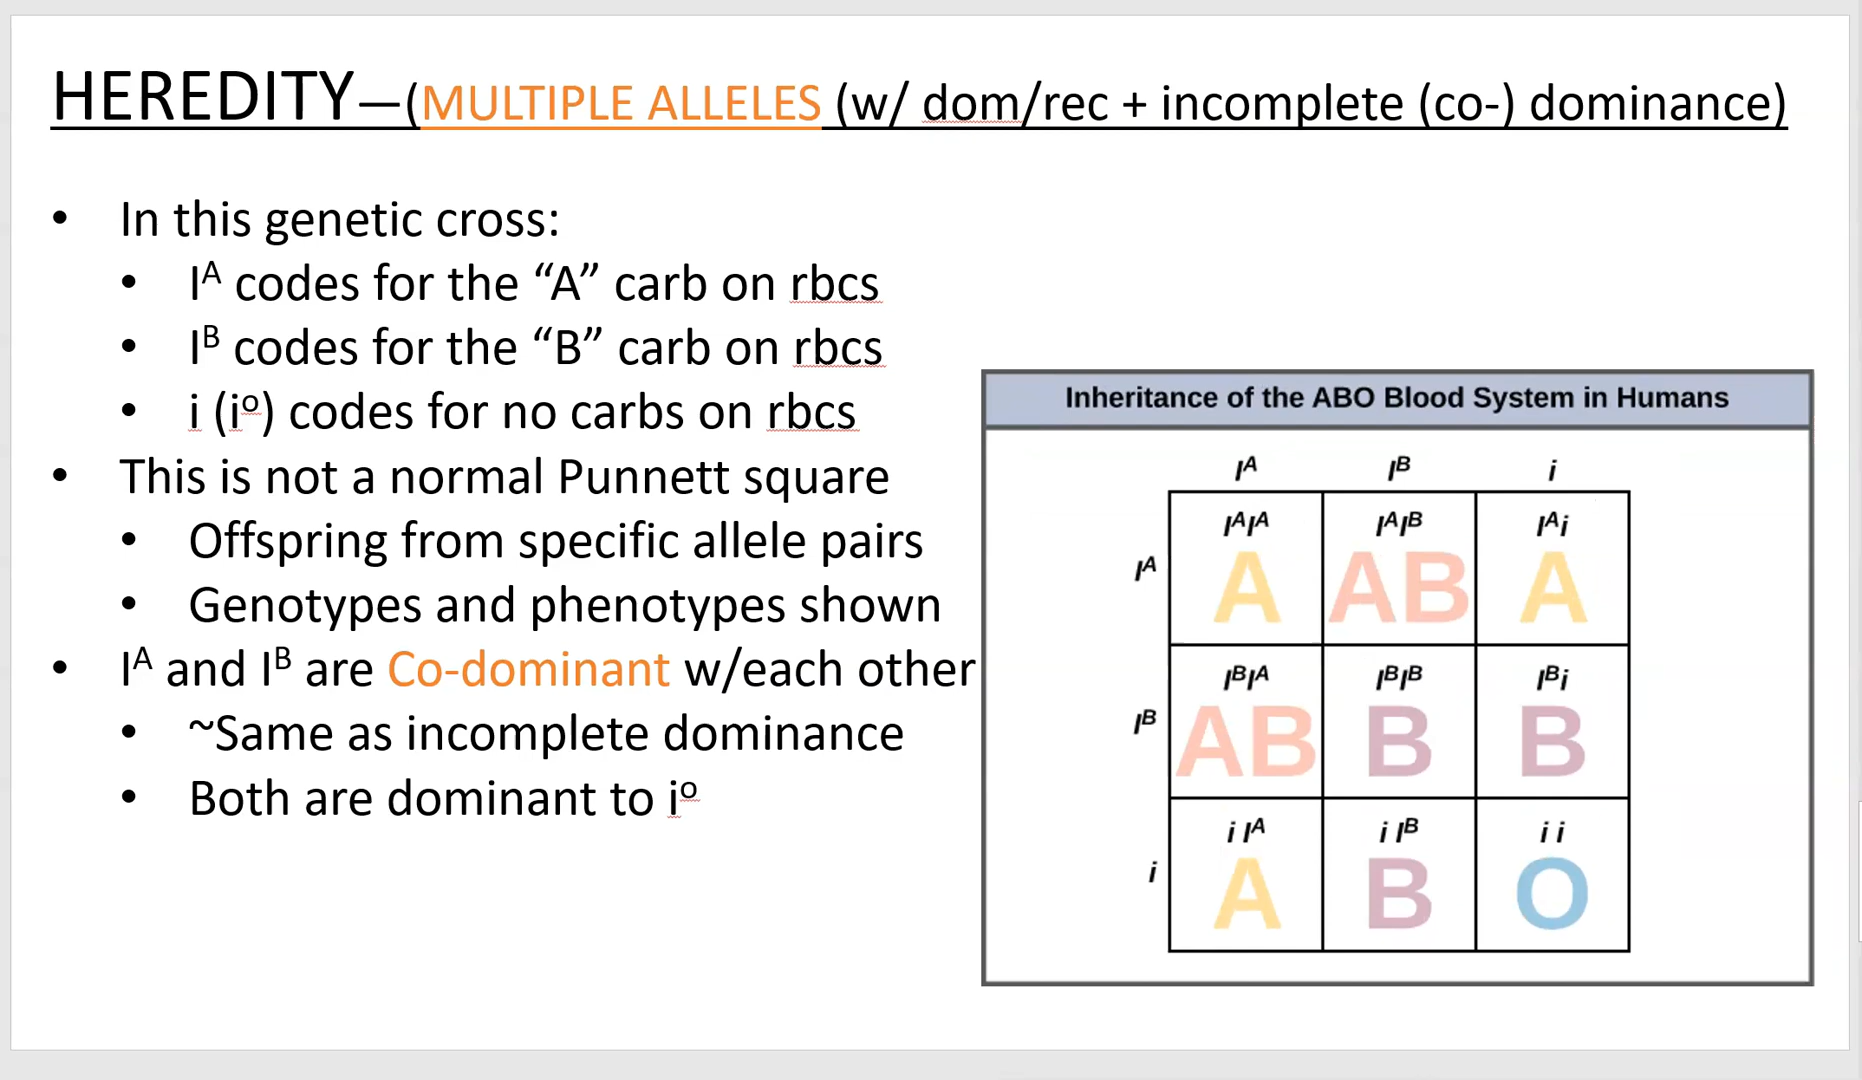 HEREDITY—(MULTIPLE ALLELES (w/ dom/rec + incomplete (co-) dominance)
• In this genetic cross:
• Iᴬ codes for the “A” carb on rbcs
• Iᴮ codes for the “B” carb on rbcs
• i (iᵒ) codes for no carbs on rbcs
• This is not a normal Punnett square
• Offspring from specific allele pairs
• Genotypes and phenotypes shown
• Iᴬ and Iᴮ are Co-dominant w/each other
• ~Same as incomplete dominance
• Both are dominant to iᵒ
Inheritance of the ABO Blood System in Humans
Iᴬ Iᴮ i
IᴬIᴬ IᴬIᴮ Iᴬi
Iᴬ A AB A
IᴮIᴬ IᴮIᴮ Iᴮi
Iᴮ AB B B
i Iᴬ i Iᴮ i i
i A B O